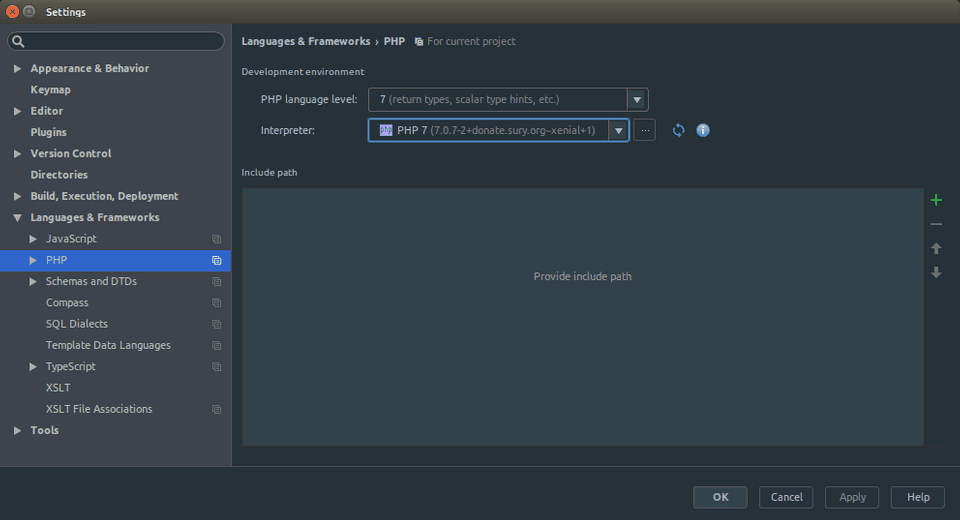 Settings
Appearance & Behavior
Keymap
Editor
Plugins
Version Control
Directories
Build, Execution, Deployment
Languages & Frameworks
JavaScript
PHP
Schemas and DTDs
Compass
SQL Dialects
Template Data Languages
TypeScript
XSLT
XSLT File Associations
Tools
Languages & Frameworks › PHP For current project
Development environment
PHP language level: 7 (return types, scalar type hints, etc.)
Interpreter: php PHP 7 (7.0.7-2+donate.sury.org~xenial+1) ...
Include path
Provide include path
OK Cancel Apply Help